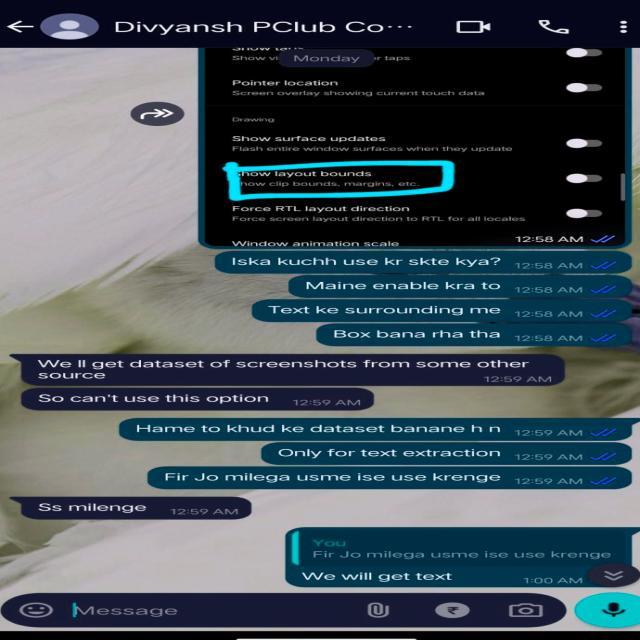 Divyansh PClub Co...
Show taps
Monday
Show vi r taps
Pointer location
Screen overlay showing current touch data
Drawing
Show surface updates
Flash entire window surfaces when they update
Show layout bounds
Show clip bounds, margins, etc.
Force RTL layout direction
Force screen layout direction to RTL for all locales
Window animation scale
12:58 AM
Iska kuchh use kr skte kya? 12:58 AM
Maine enable kra to 12:58 AM
Text ke surrounding me 12:58 AM
Box bana rha tha 12:58 AM
We ll get dataset of screenshots from some other
source
12:59 AM
So can't use this option 12:59 AM
Hame to khud ke dataset banane h n 12:59 AM
Only for text extraction 12:59 AM
Fir Jo milega usme ise use krenge 12:59 AM
Ss milenge 12:59 AM
You
Fir Jo milega usme ise use krenge
We will get text 1:00 AM
Message
₹